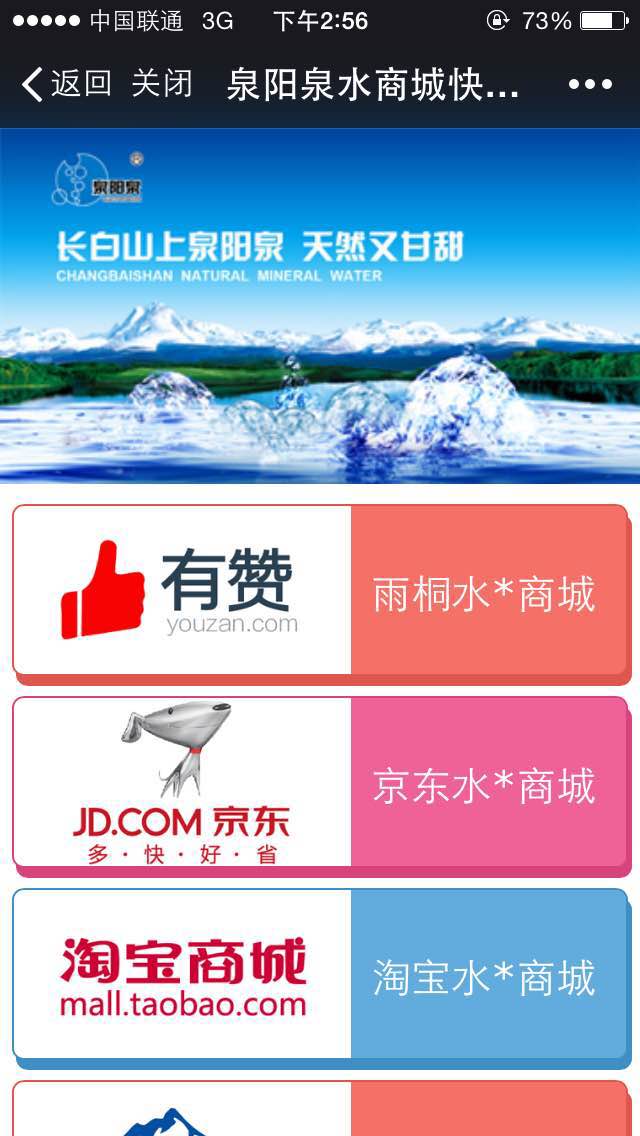 中国联通 3G 下午2:56 73%
返回 关闭 泉阳泉水商城快...
泉阳泉
长白山上泉阳泉 天然又甘甜
CHANGBAISHAN NATURAL MINERAL WATER
有赞
youzan.com
雨桐水*商城
JD.COM 京东
多·快·好·省
京东水*商城
淘宝商城
mall.taobao.com
淘宝水*商城